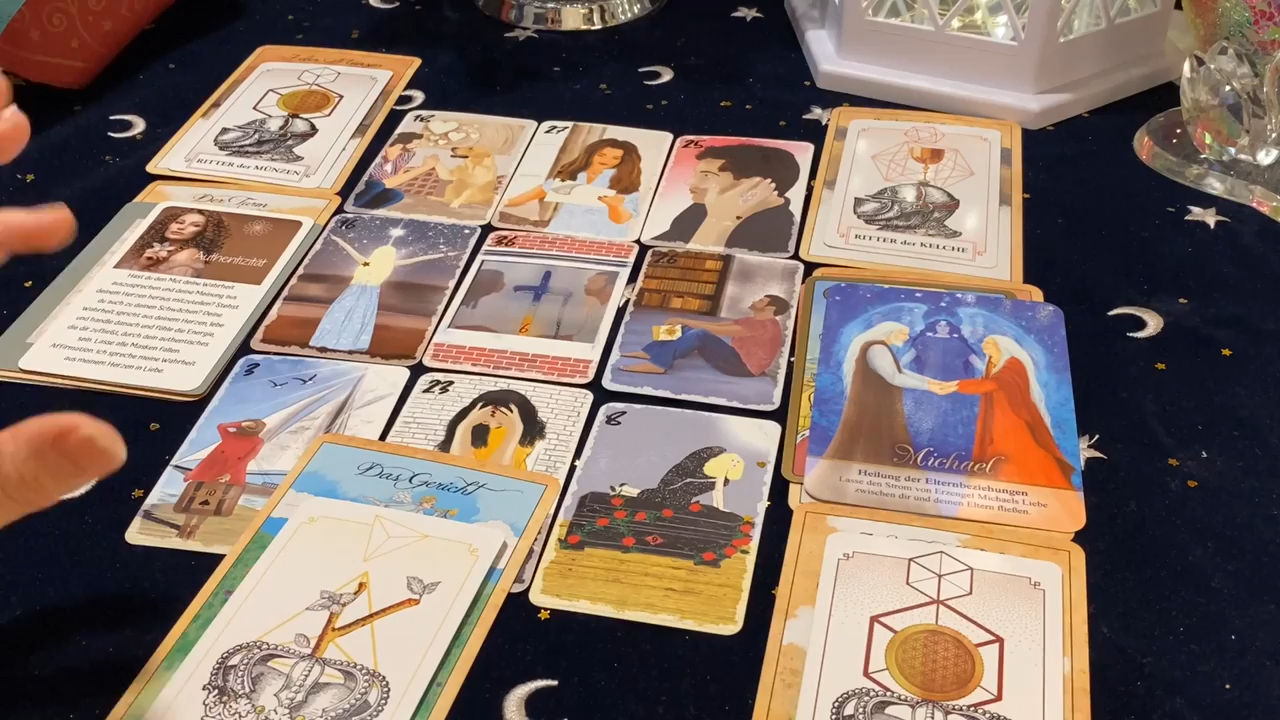 RITTER der MÜNZEN
18
27
25
RITTER der KELCHE
Der Turm
Authentizität
Hast du den Mut deine Wahrheit
auszusprechen und deine Meinung aus
deinem Herzen heraus mitzuteilen? Stehst
du auch zu deinen Schwächen? Deine
Wahrheit spricht aus deinem Herzen, lebe
und handle danach und fühle die Energie,
die dir zufließt, durch dein authentisches
sein. Lasse alle Masken fallen.
Affirmation: ich spreche meine Wahrheit
aus meinem Herzen in Liebe.
16
36
6
26
Michael
Heilung der Elternbeziehungen
Lasse den Strom von Erzengel Michaels Liebe
zwischen dir und deinen Eltern fließen.
3
10
23
8
9
Das Gericht